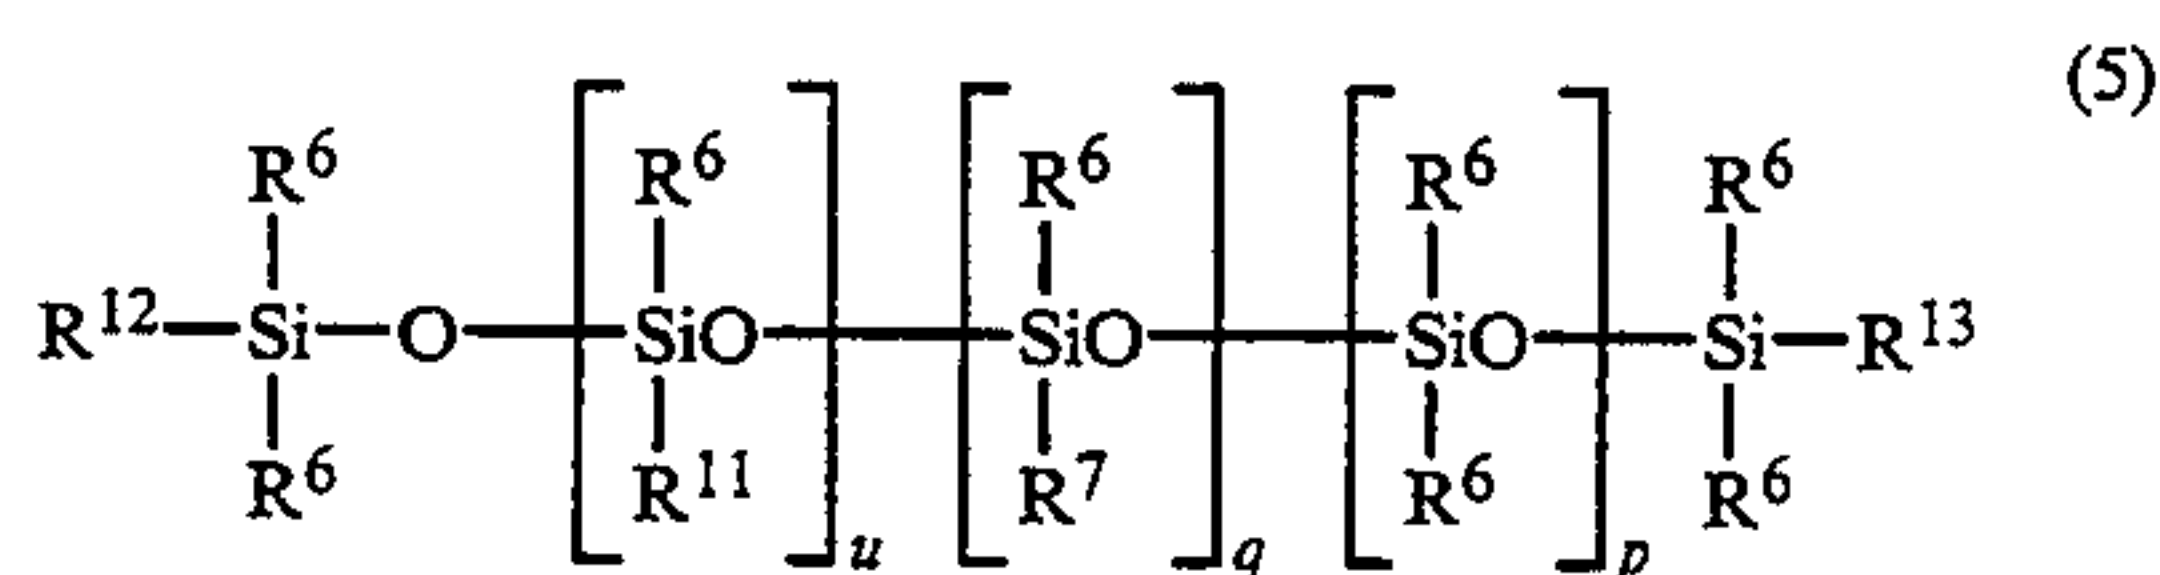 (5)
R6 R6 R6 R6 R6
R12—Si—O—[SiO—]u—[SiO—]q—[SiO—]p—Si—R13
R6 R11 R7 R6 R6